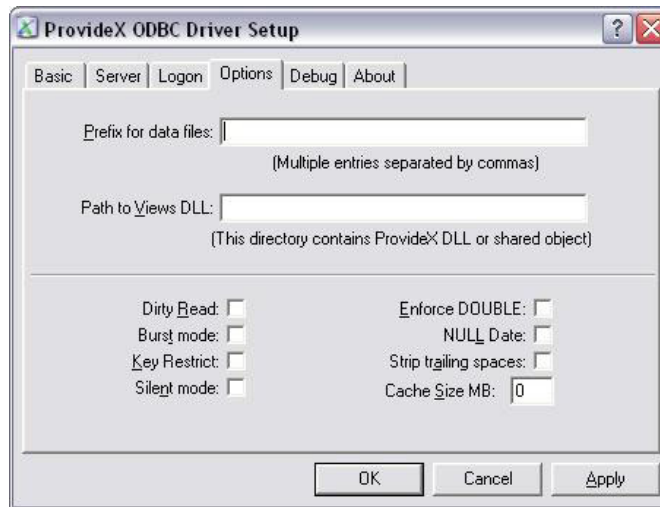 ProvideX ODBC Driver Setup
Basic Server Logon Options Debug About
Prefix for data files:
(Multiple entries separated by commas)
Path to Views DLL:
(This directory contains ProvideX DLL or shared object)
Dirty Read: Enforce DOUBLE:
Burst mode: NULL Date:
Key Restrict: Strip trailing spaces:
Silent mode: Cache Size MB: 0
OK Cancel Apply